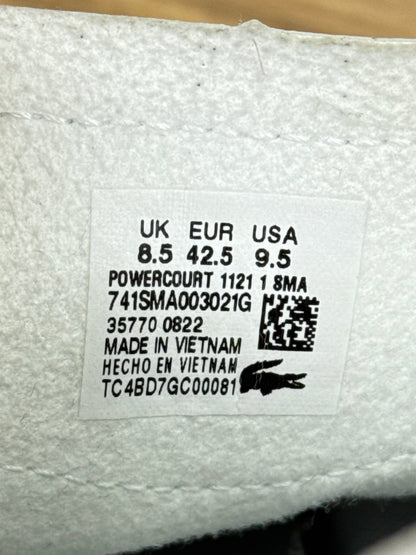 UK EUR USA
8.5 42.5 9.5
POWERCOURT 1121 1 8MA
741SMA003021G
35770 0822
MADE IN VIETNAM
HECHO EN VIETNAM
TC4BD7GC00081